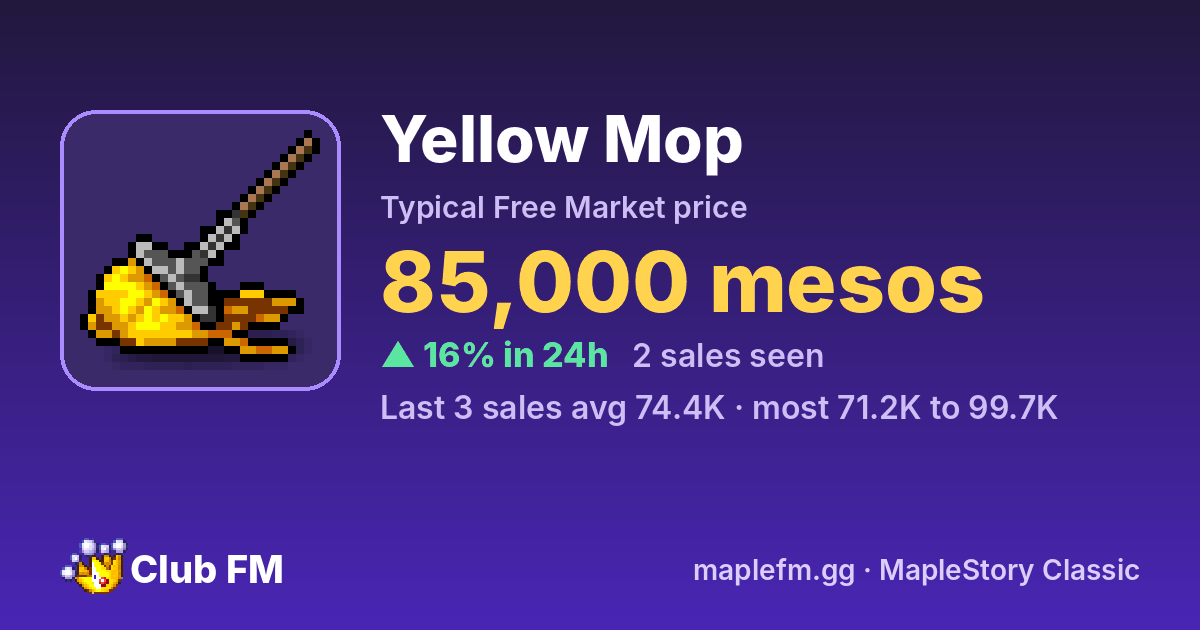 Yellow Mop
Typical Free Market price
85,000 mesos
▲ 16% in 24h 2 sales seen
Last 3 sales avg 74.4K · most 71.2K to 99.7K
Club FM
maplefm.gg · MapleStory Classic